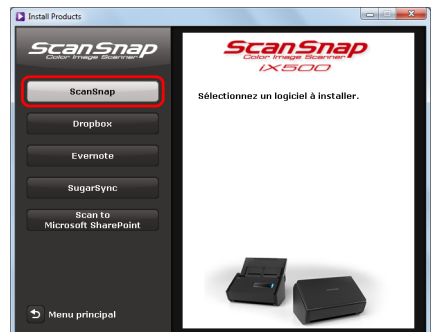 Install Products
ScanSnap
Color Image Scanner
ScanSnap
Dropbox
Evernote
SugarSync
Scan to
Microsoft SharePoint
Menu principal
ScanSnap
Color Image Scanner
iX500
Sélectionnez un logiciel à installer.